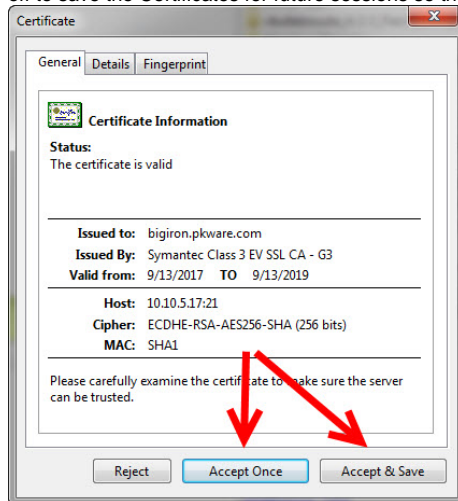 Certificate
General Details Fingerprint
Certificate Information
Status:
The certificate is valid
Issued to: bigiron.pkware.com
Issued By: Symantec Class 3 EV SSL CA - G3
Valid from: 9/13/2017 TO 9/13/2019
Host: 10.10.5.17:21
Cipher: ECDHE-RSA-AES256-SHA (256 bits)
MAC: SHA1
Please carefully examine the certificate to make sure the server
can be trusted.
Reject Accept Once Accept & Save